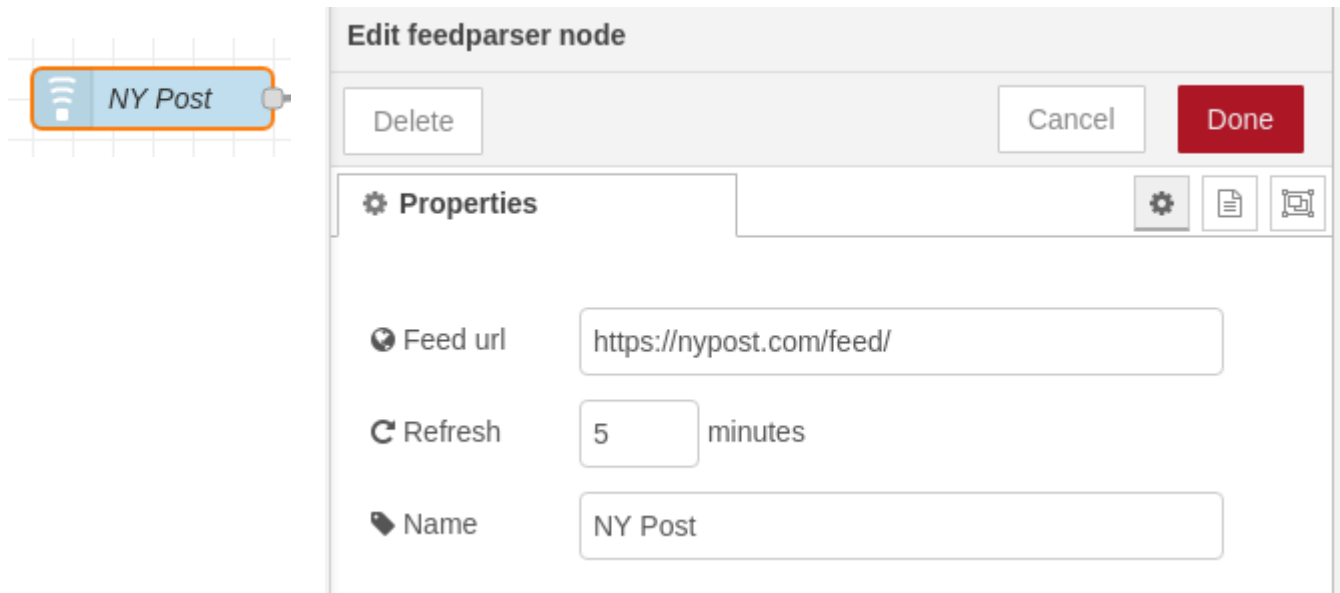 Edit feedparser node
NY Post
Delete
Cancel
Done
Properties
Feed url
https://nypost.com/feed/
Refresh
5
minutes
Name
NY Post